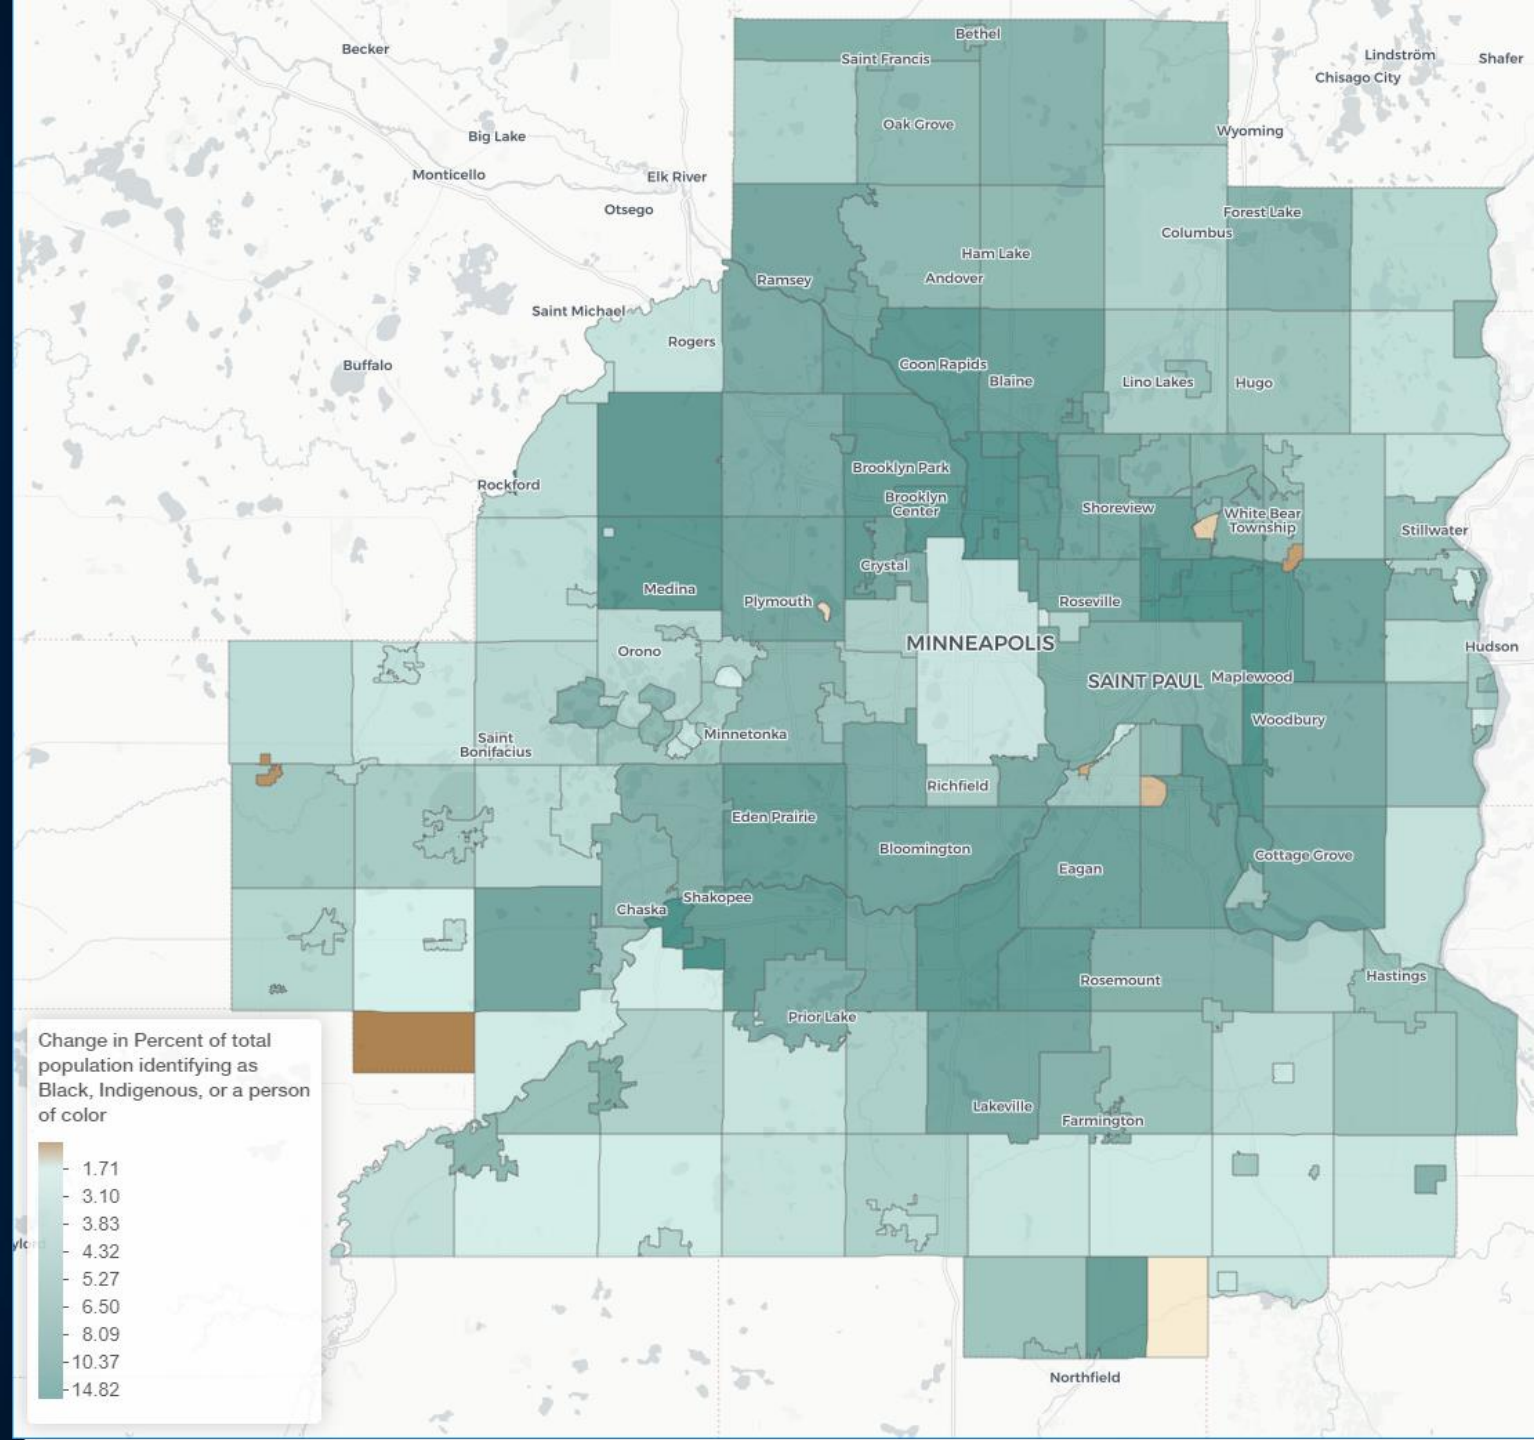 Bethel
Becker
Lindström
Shafer
Saint Francis
Chisago City
Oak Grove
Wyoming
Big Lake
Monticello
Elk River
Otsego
Forest Lake
Columbus
Ham Lake
Ramsey
Andover
Saint Michael
Rogers
Buffalo
Coon Rapids
Blaine
Lino Lakes
Hugo
Brooklyn Park
Rockford
Brooklyn
Center
Shoreview
White Bear
Township
Stillwater
Crystal
Medina
Plymouth
Roseville
MINNEAPOLIS
Orono
Hudson
SAINT PAUL
Maplewood
Woodbury
Saint
Bonifacius
Minnetonka
Richfield
Eden Prairie
Bloomington
Cottage Grove
Eagan
Shakopee
Chaska
Hastings
Rosemount
Prior Lake
Lakeville
Farmington
Northfield
Change in Percent of total
population identifying as
Black, Indigenous, or a person
of color
1.71
3.10
3.83
4.32
5.27
6.50
8.09
10.37
14.82